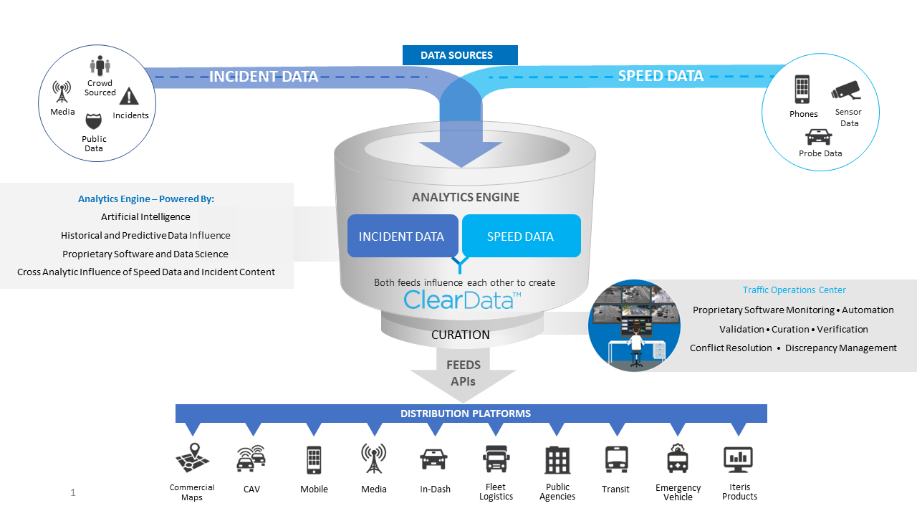 DATA SOURCES
INCIDENT DATA
SPEED DATA
Crowd
Sourced
Media
Incidents
Public
Data
Phones
Sensor
Data
Probe Data
Analytics Engine – Powered By:
Artificial Intelligence
Historical and Predictive Data Influence
Proprietary Software and Data Science
Cross Analytic Influence of Speed Data and Incident Content
ANALYTICS ENGINE
INCIDENT DATA
SPEED DATA
Both feeds influence each other to create
ClearData™
CURATION
Traffic Operations Center
Proprietary Software Monitoring • Automation
Validation • Curation • Verification
Conflict Resolution • Discrepancy Management
FEEDS
APIs
DISTRIBUTION PLATFORMS
Commercial
Maps
CAV
Mobile
Media
In-Dash
Fleet
Logistics
Public
Agencies
Transit
Emergency
Vehicle
Iteris
Products
1